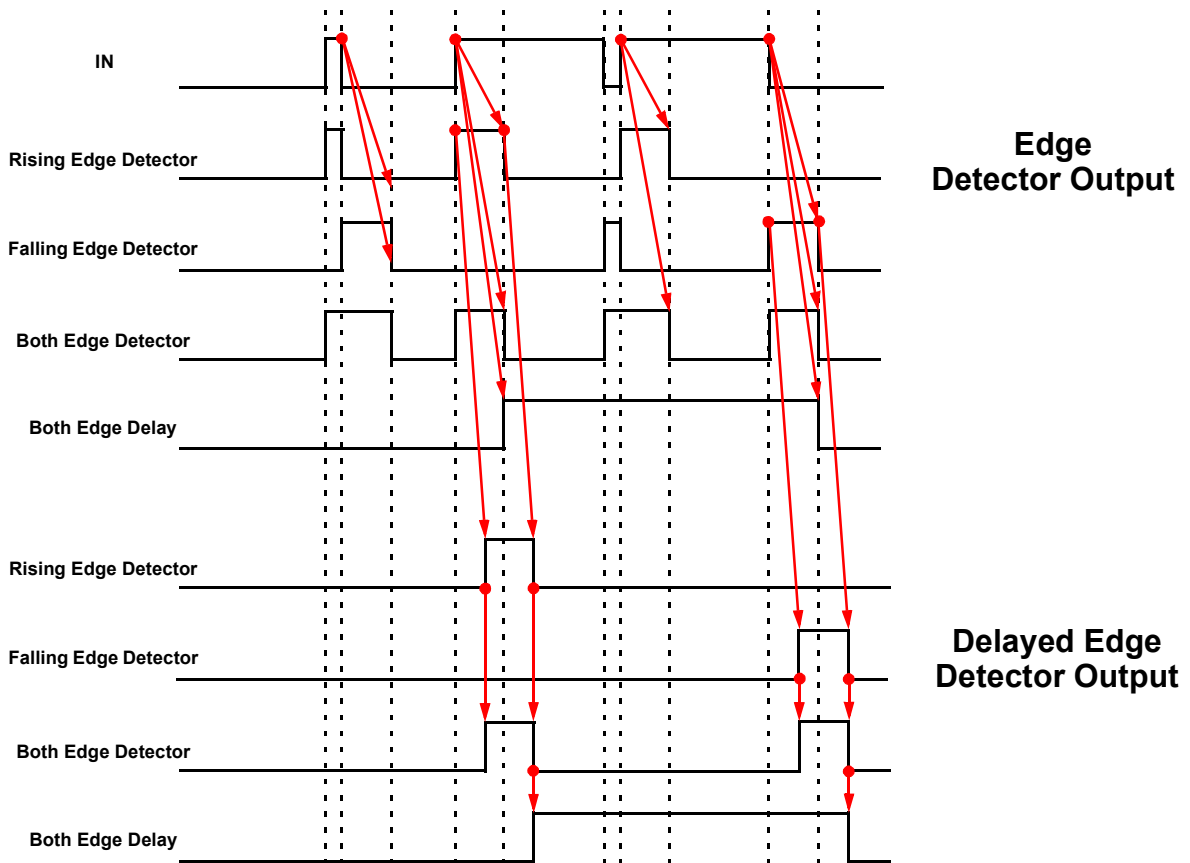 IN
Rising Edge Detector
Edge
Detector Output
Falling Edge Detector
Both Edge Detector
Both Edge Delay
Rising Edge Detector
Falling Edge Detector
Delayed Edge
Detector Output
Both Edge Detector
Both Edge Delay